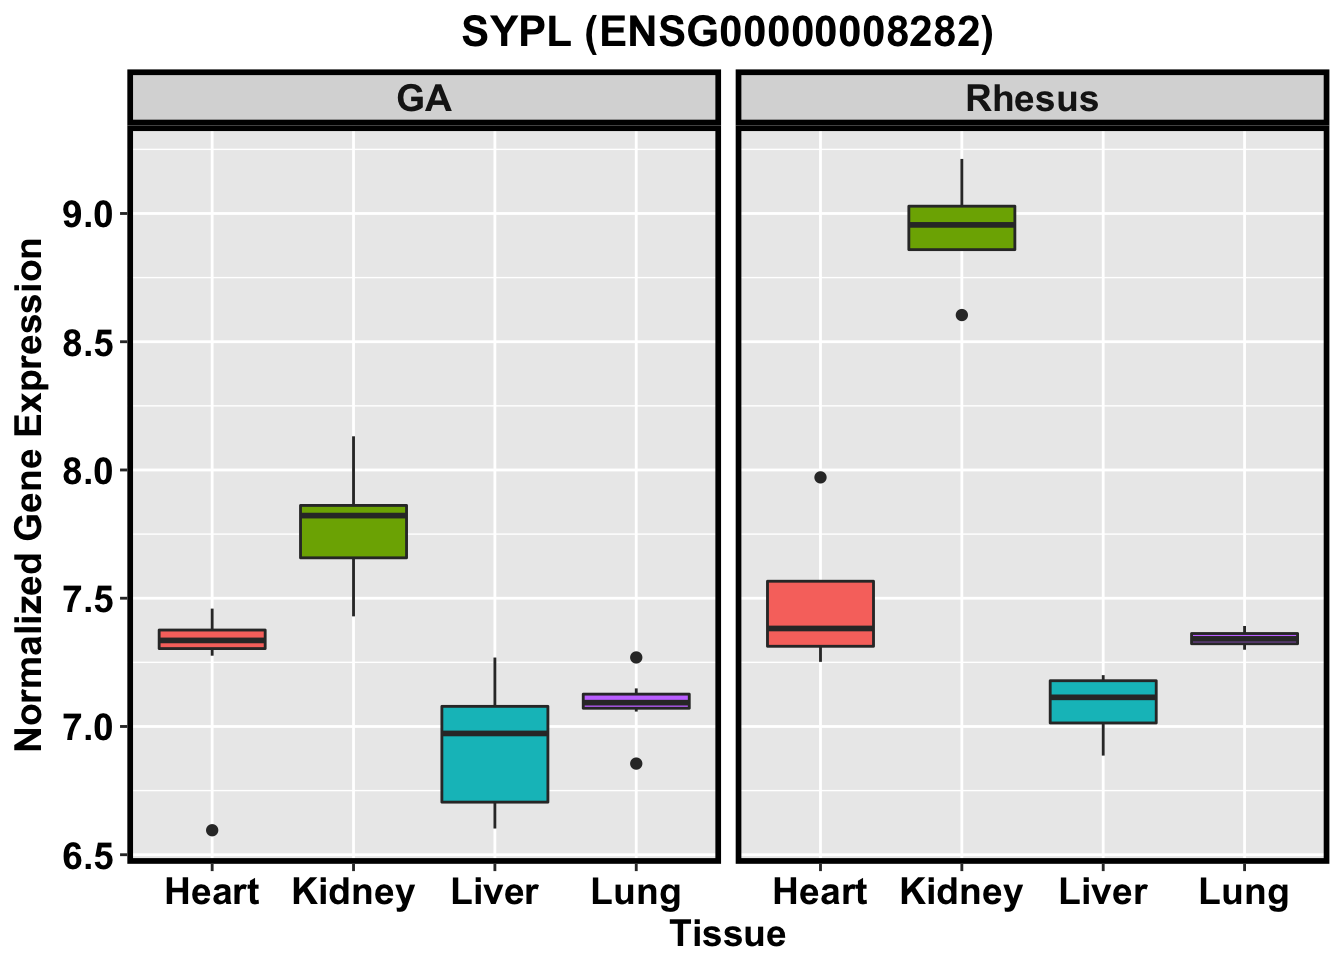 SYPL (ENSG00000008282)
GA
Rhesus
Normalized Gene Expression
9.0
8.5
8.0
7.5
7.0
6.5
Heart Kidney Liver Lung Heart Kidney Liver Lung
Tissue